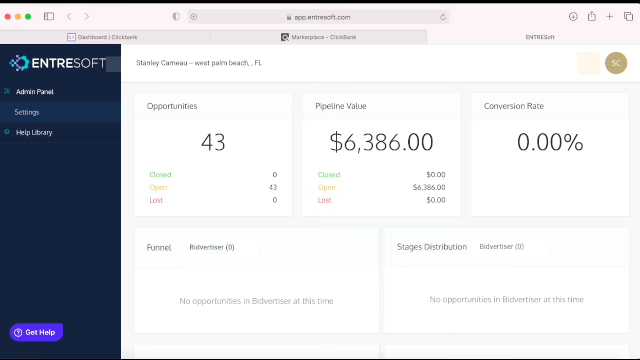 app.entresoft.com
Dashboard | Clickbank
Marketplace - ClickBank
ENTRESoft
ENTRESOFT
Stanley Carneau – west palm beach, , FL
SC
Admin Panel
Settings
Help Library
Opportunities
43
Closed 0
Open 43
Lost 0
Pipeline Value
$6,386.00
Closed $0.00
Open $6,386.00
Lost $0.00
Conversion Rate
0.00%
Funnel Bidvertiser (0)
No opportunities in Bidvertiser at this time
Stages Distribution Bidvertiser (0)
No opportunities in Bidvertiser at this time
Get Help